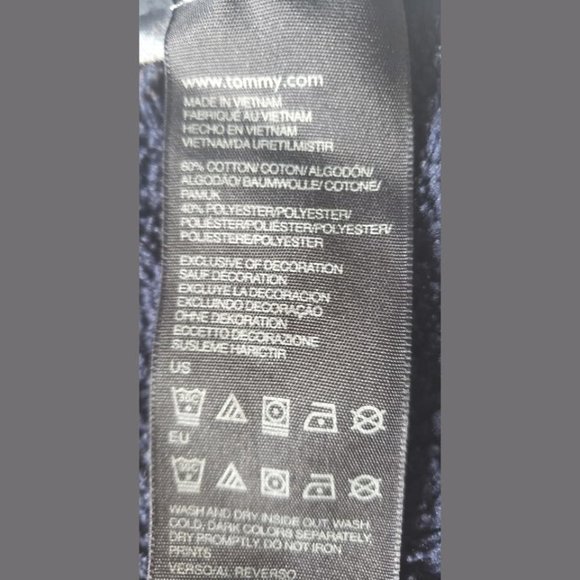 www.tommy.com
MADE IN VIETNAM
FABRIQUÉ AU VIETNAM
HECHO EN VIETNAM
VIETNAM'DA URETILMISTIR
60% COTTON/ COTON/ ALGODÓN/
ALGODÃO/ BAUMWOLLE/ COTONE/
PAMUK
40% POLYESTER/POLYESTER/
POLIÉSTER/POLIÉSTER/POLYESTER/
POLIESTERE/POLYESTER
EXCLUSIVE OF DECORATION
SAUF DÉCORATION
EXCLUYE LA DECORACIÓN
EXCLUINDO DECORAÇÃO
OHNE DEKORATION
ECCETTO DECORAZIONE
SUSLEME HARICTIR
US
30C
EU
30C
WASH AND DRY INSIDE OUT, WASH
COLD, DARK COLORS SEPARATELY,
DRY PROMPTLY DO NOT IRON
PRINTS
VERSO/AL REVERSO